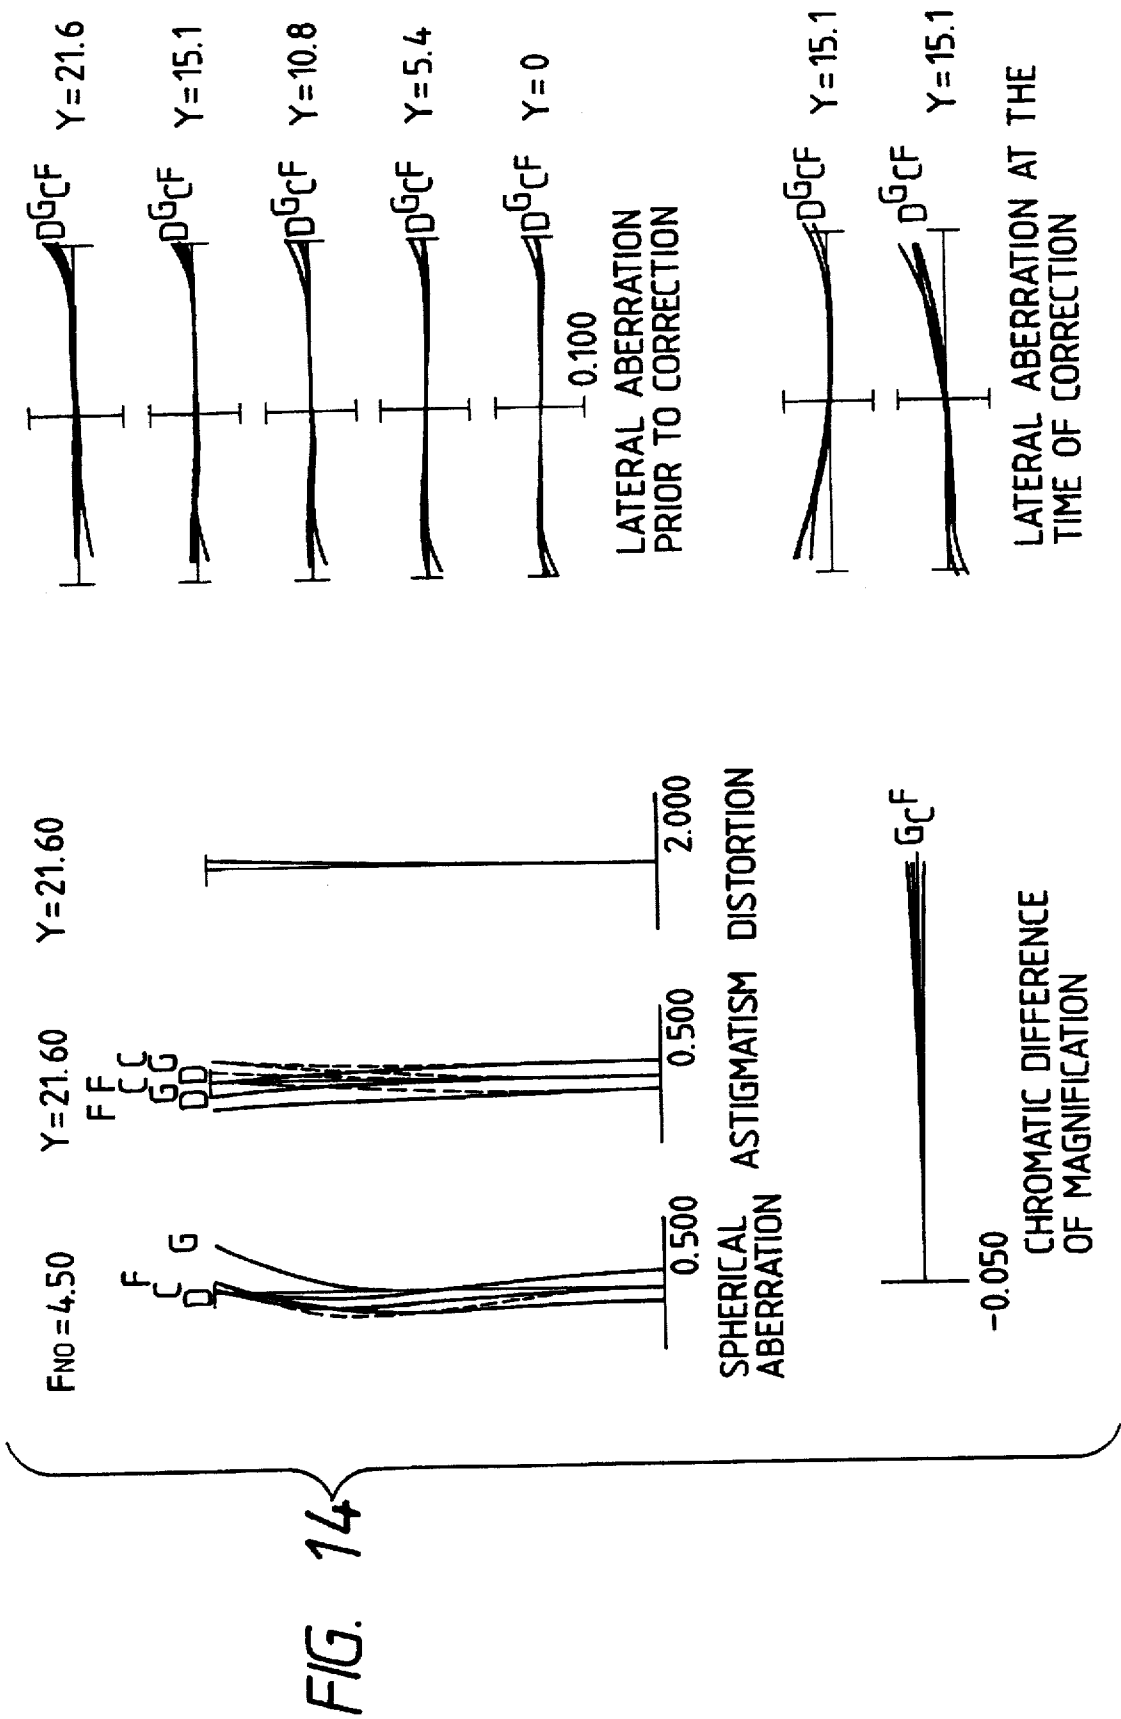 FIG. 14
FNO = 4.50
Y=21.60
Y=21.60
F
C
D
G
F F
C C
G G
D D
0.500
0.500
2.000
SPHERICAL
ABERRATION
ASTIGMATISM
DISTORTION
-0.050
GCF
CHROMATIC DIFFERENCE
OF MAGNIFICATION
DGCF Y=21.6
DGCF Y=15.1
DGCF Y=10.8
DGCF Y=5.4
DGCF Y=0
0.100
LATERAL ABERRATION
PRIOR TO CORRECTION
DGCF Y=15.1
DGCF Y=15.1
LATERAL ABERRATION AT THE
TIME OF CORRECTION